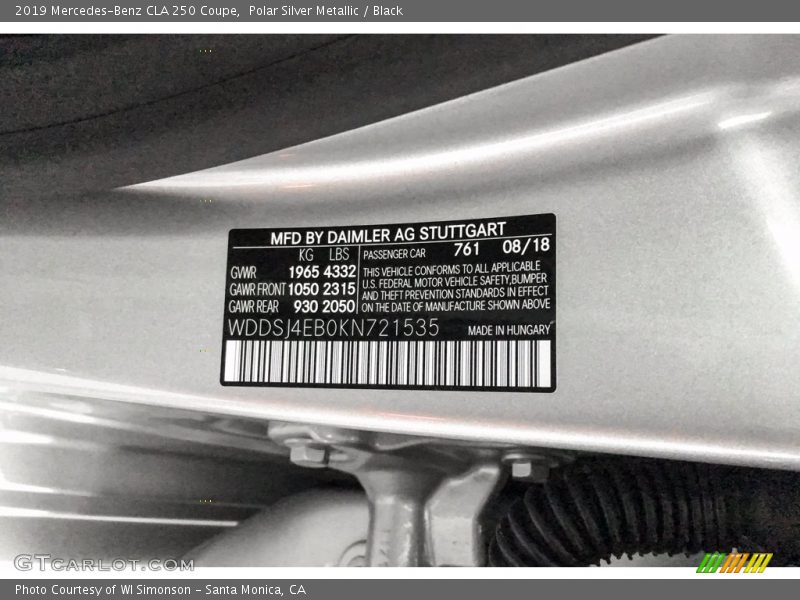 2019 Mercedes-Benz CLA 250 Coupe,  Polar Silver Metallic / Black
MFD BY DAIMLER AG STUTTGART
KG LBS PASSENGER CAR 761 08/18
GVWR 1965 4332 THIS VEHICLE CONFORMS TO ALL APPLICABLE
U.S. FEDERAL MOTOR VEHICLE SAFETY,BUMPER
GAWR FRONT 1050 2315 AND THEFT PREVENTION STANDARDS IN EFFECT
GAWR REAR 930 2050 ON THE DATE OF MANUFACTURE SHOWN ABOVE
WDDSJ4EB0KN721535 MADE IN HUNGARY
GTCARLOT.COM
Photo Courtesy of WI Simonson - Santa Monica, CA